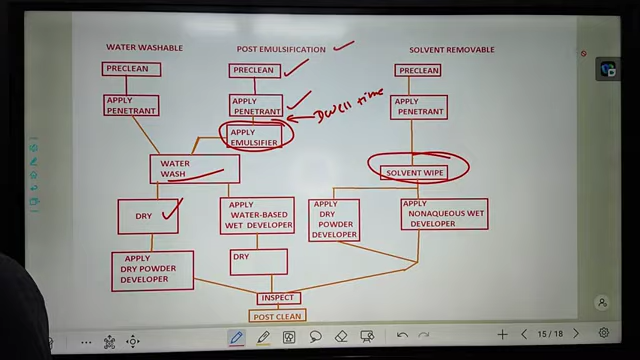 WATER WASHABLE
POST EMULSIFICATION
SOLVENT REMOVABLE
PRECLEAN
PRECLEAN
PRECLEAN
APPLY
PENETRANT
APPLY
PENETRANT
APPLY
PENETRANT
Dwell time
APPLY
EMULSIFIER
WATER
WASH
SOLVENT WIPE
DRY
APPLY
WATER-BASED
WET DEVELOPER
APPLY
DRY
POWDER
DEVELOPER
APPLY
NONAQUEOUS WET
DEVELOPER
APPLY
DRY POWDER
DEVELOPER
DRY
INSPECT
POST CLEAN
15/18